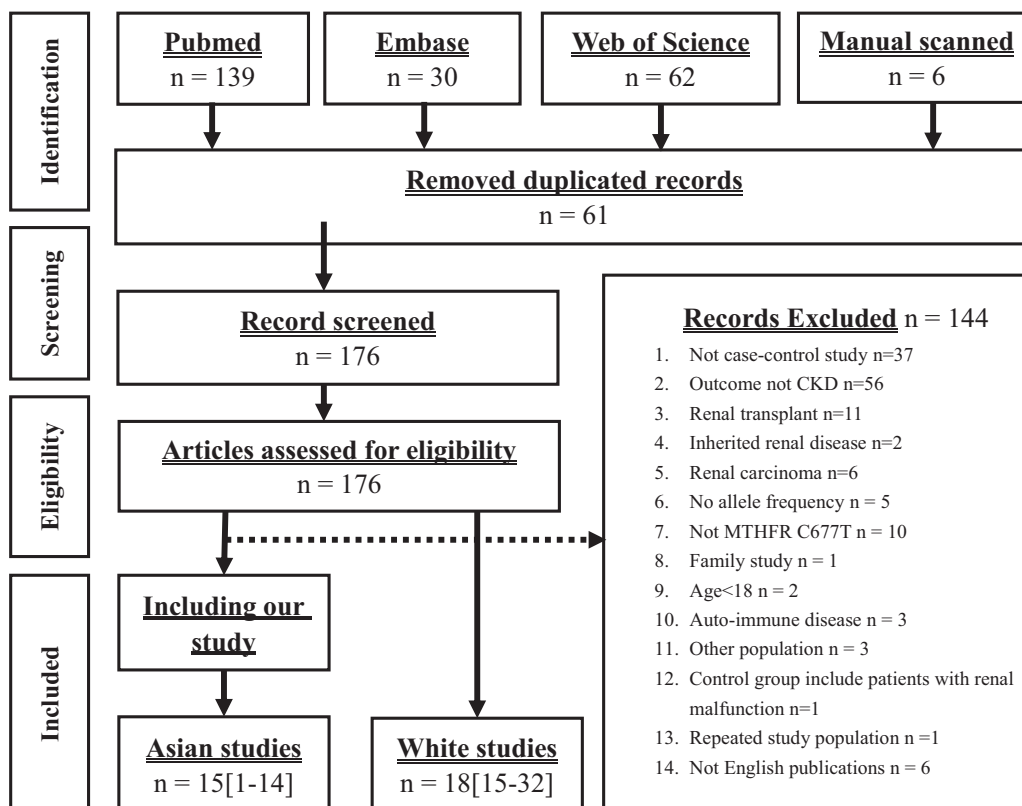 Identification
Pubmed
n = 139
Embase
n = 30
Web of Science
n = 62
Manual scanned
n = 6
Removed duplicated records
n = 61
Screening
Record screened
n = 176
Eligibility
Articles assessed for eligibility
n = 176
Records Excluded n = 144
1. Not case-control study n=37
2. Outcome not CKD n=56
3. Renal transplant n=11
4. Inherited renal disease n=2
5. Renal carcinoma n=6
6. No allele frequency n = 5
7. Not MTHFR C677T n = 10
8. Family study n = 1
9. Age<18 n = 2
10. Auto-immune disease n = 3
11. Other population n = 3
12. Control group include patients with renal
malfunction n=1
13. Repeated study population n =1
14. Not English publications n = 6
Included
Including our
study
Asian studies
n = 15[1-14]
White studies
n = 18[15-32]